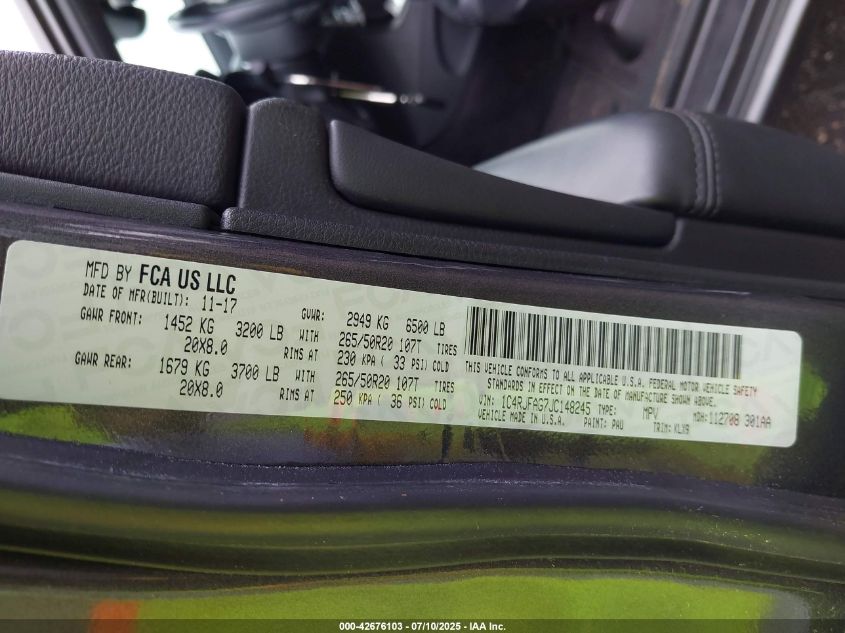 MFD BY FCA US LLC
DATE OF MFR(BUILT): 11-17 GVWR: 2949 KG 6500 LB
GAWR FRONT: 1452 KG 3200 LB WITH 265/50R20 107T TIRES
20X8.0 RIMS AT 230 KPA ( 33 PSI) COLD
GAWR REAR: 1679 KG 3700 LB WITH 265/50R20 107T TIRES
20X8.0 RIMS AT 250 KPA ( 36 PSI) COLD
THIS VEHICLE CONFORMS TO ALL APPLICABLE U.S.A. FEDERAL MOTOR VEHICLE SAFETY
STANDARDS IN EFFECT ON THE DATE OF MANUFACTURE SHOWN ABOVE.
VIN: 1C4RJFAG7JC148245 TYPE: MPV MDH: 112708 301AA
VEHICLE MADE IN U.S.A. PAINT: PAU TRIM: XLX9
000-42676103 - 07/10/2025 - IAA Inc.